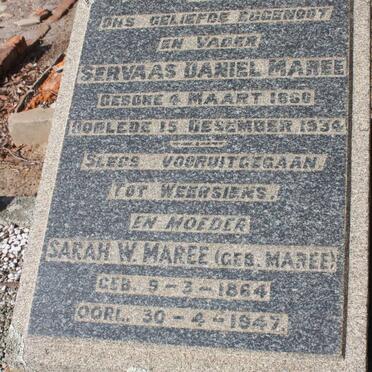 ONS GELIEFDE EGGENOOT
EN VADER
SERVAAS DANIEL MAREE
GEBORE 4 MAART 1860
OORLEDE 15 DESEMBER 1934
SLEGS VOORUITGEGAAN,
TOT WEERSIENS.
EN MOEDER
SARAH W. MAREE (GEB. MAREE)
GEB. 9-3-1864
OORL. 30-4-1947.